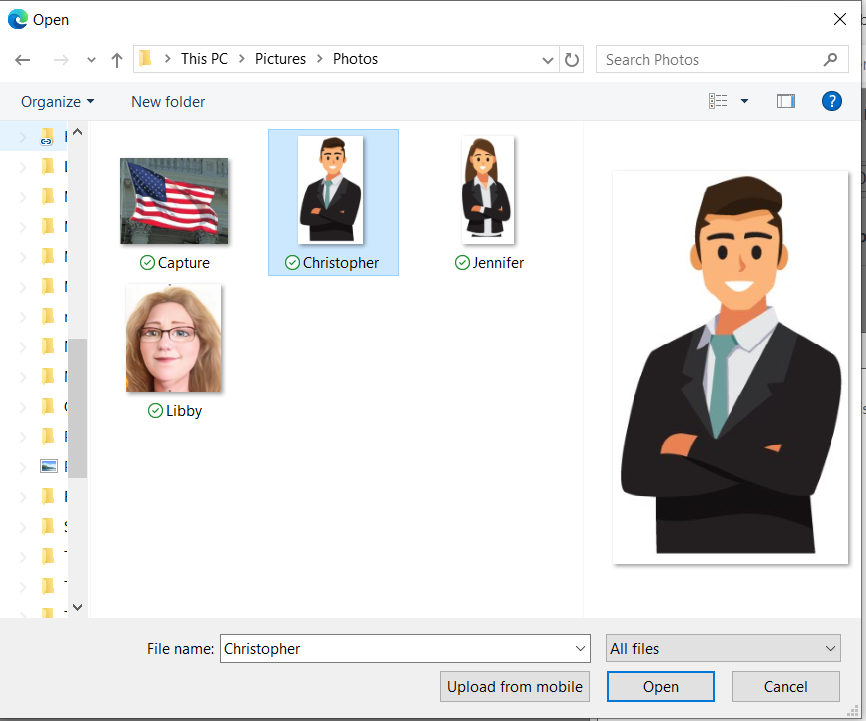 Open
This PC > Pictures > Photos
Search Photos
Organize
New folder
?
Capture
Christopher
Jennifer
Libby
File name: Christopher
All files
Upload from mobile
Open
Cancel